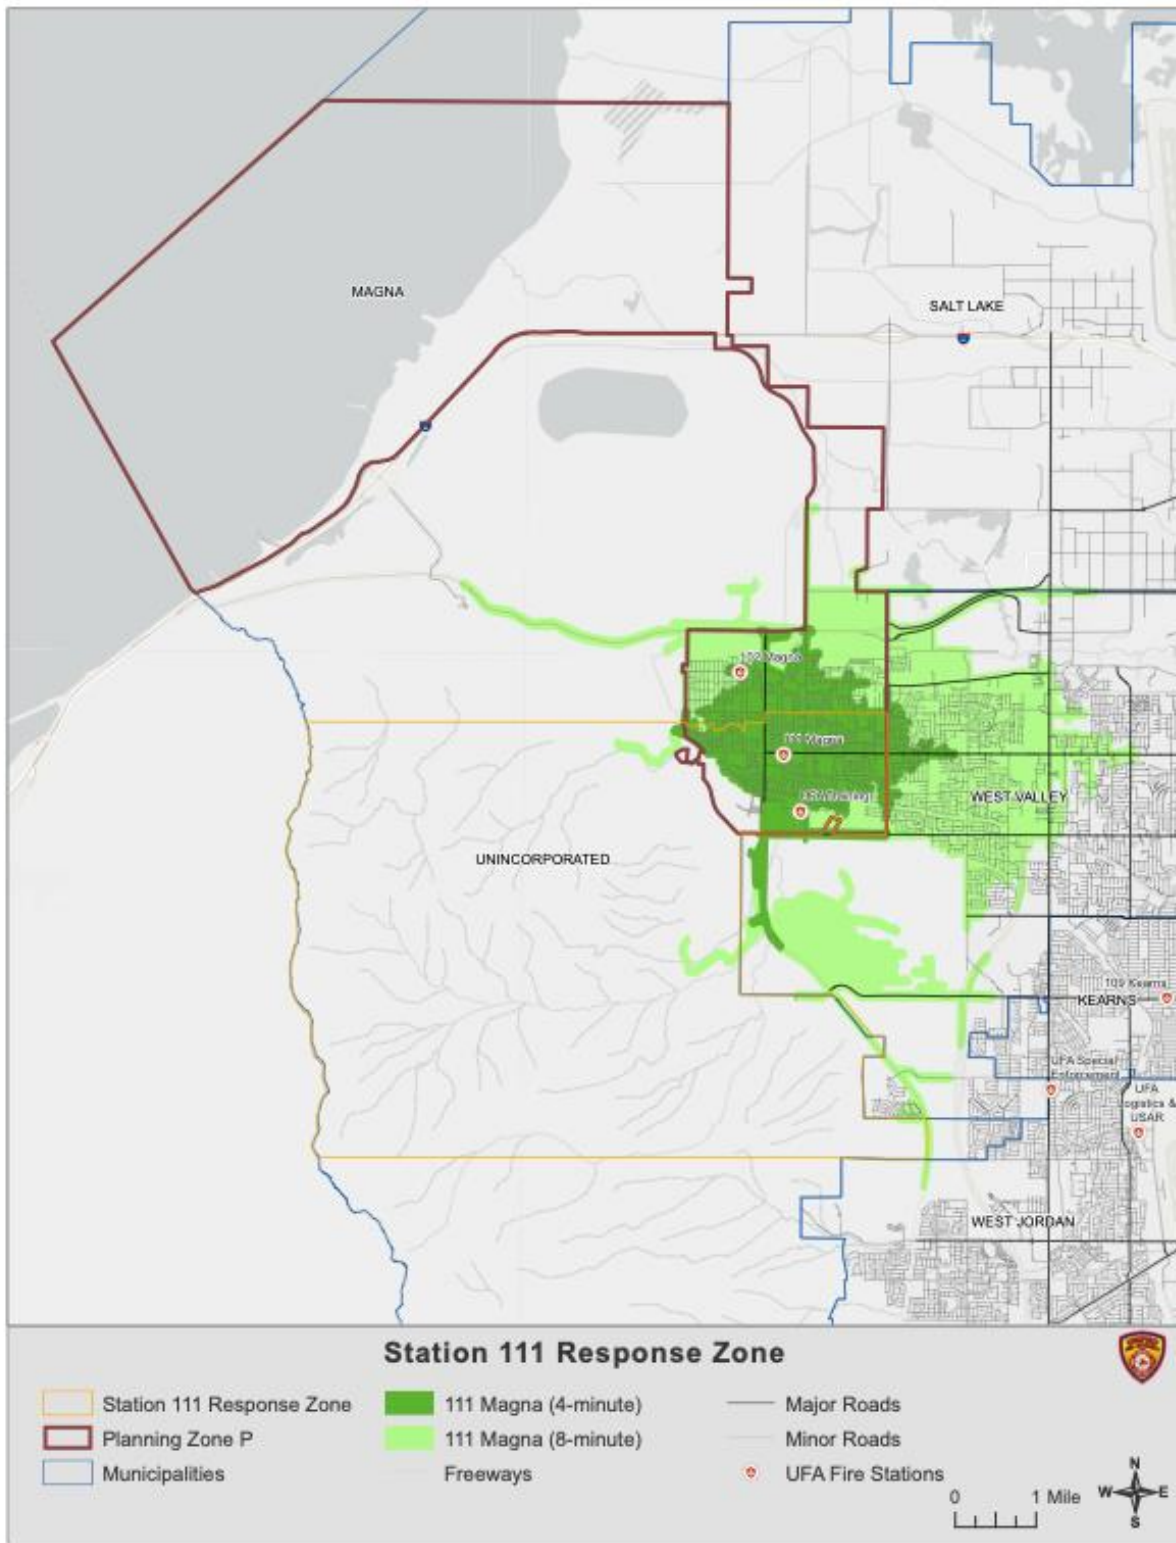 MAGNA
SALT LAKE
102 Magna
111 Magna
WEST VALLEY
UNINCORPORATED
109 Kearns
KEARNS
UFA Special
Enforcement
UFA
Logistics &
USAR
WEST JORDAN
Station 111 Response Zone
Station 111 Response Zone
111 Magna (4-minute)
Major Roads
Planning Zone P
111 Magna (8-minute)
Minor Roads
Municipalities
Freeways
UFA Fire Stations
N
W E
S
0 1 Mile